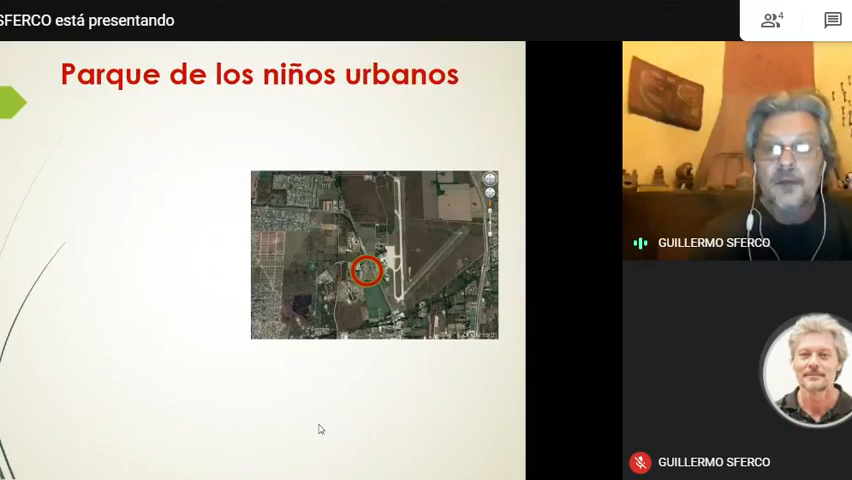 SFERCO está presentando
4
Parque de los niños urbanos
GUILLERMO SFERCO
GUILLERMO SFERCO